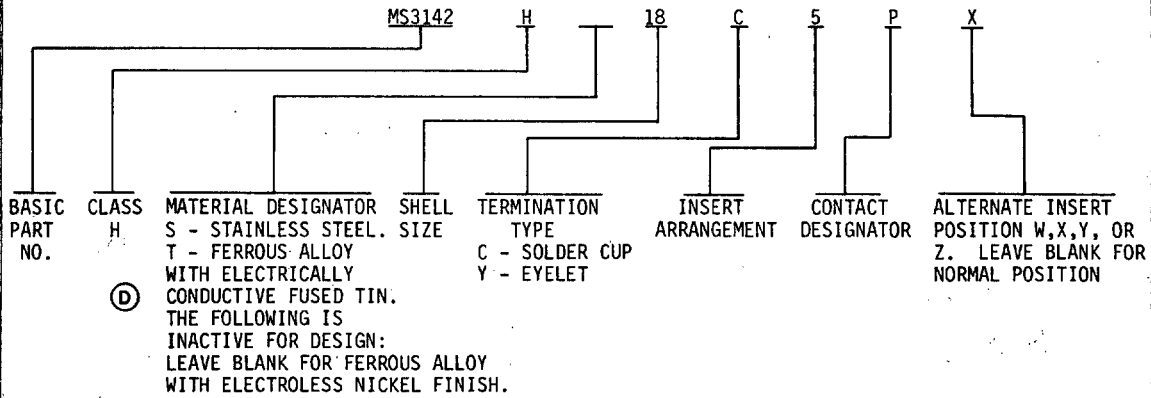 MS3142 H __ 18 C 5 P X
BASIC PART NO.
CLASS H
MATERIAL DESIGNATOR
S - STAINLESS STEEL.
T - FERROUS ALLOY
WITH ELECTRICALLY
D CONDUCTIVE FUSED TIN.
THE FOLLOWING IS
INACTIVE FOR DESIGN:
LEAVE BLANK FOR FERROUS ALLOY
WITH ELECTROLESS NICKEL FINISH.
SHELL
SIZE
TERMINATION
TYPE
C - SOLDER CUP
Y - EYELET
INSERT
ARRANGEMENT
CONTACT
DESIGNATOR
ALTERNATE INSERT
POSITION W,X,Y, OR
Z. LEAVE BLANK FOR
NORMAL POSITION